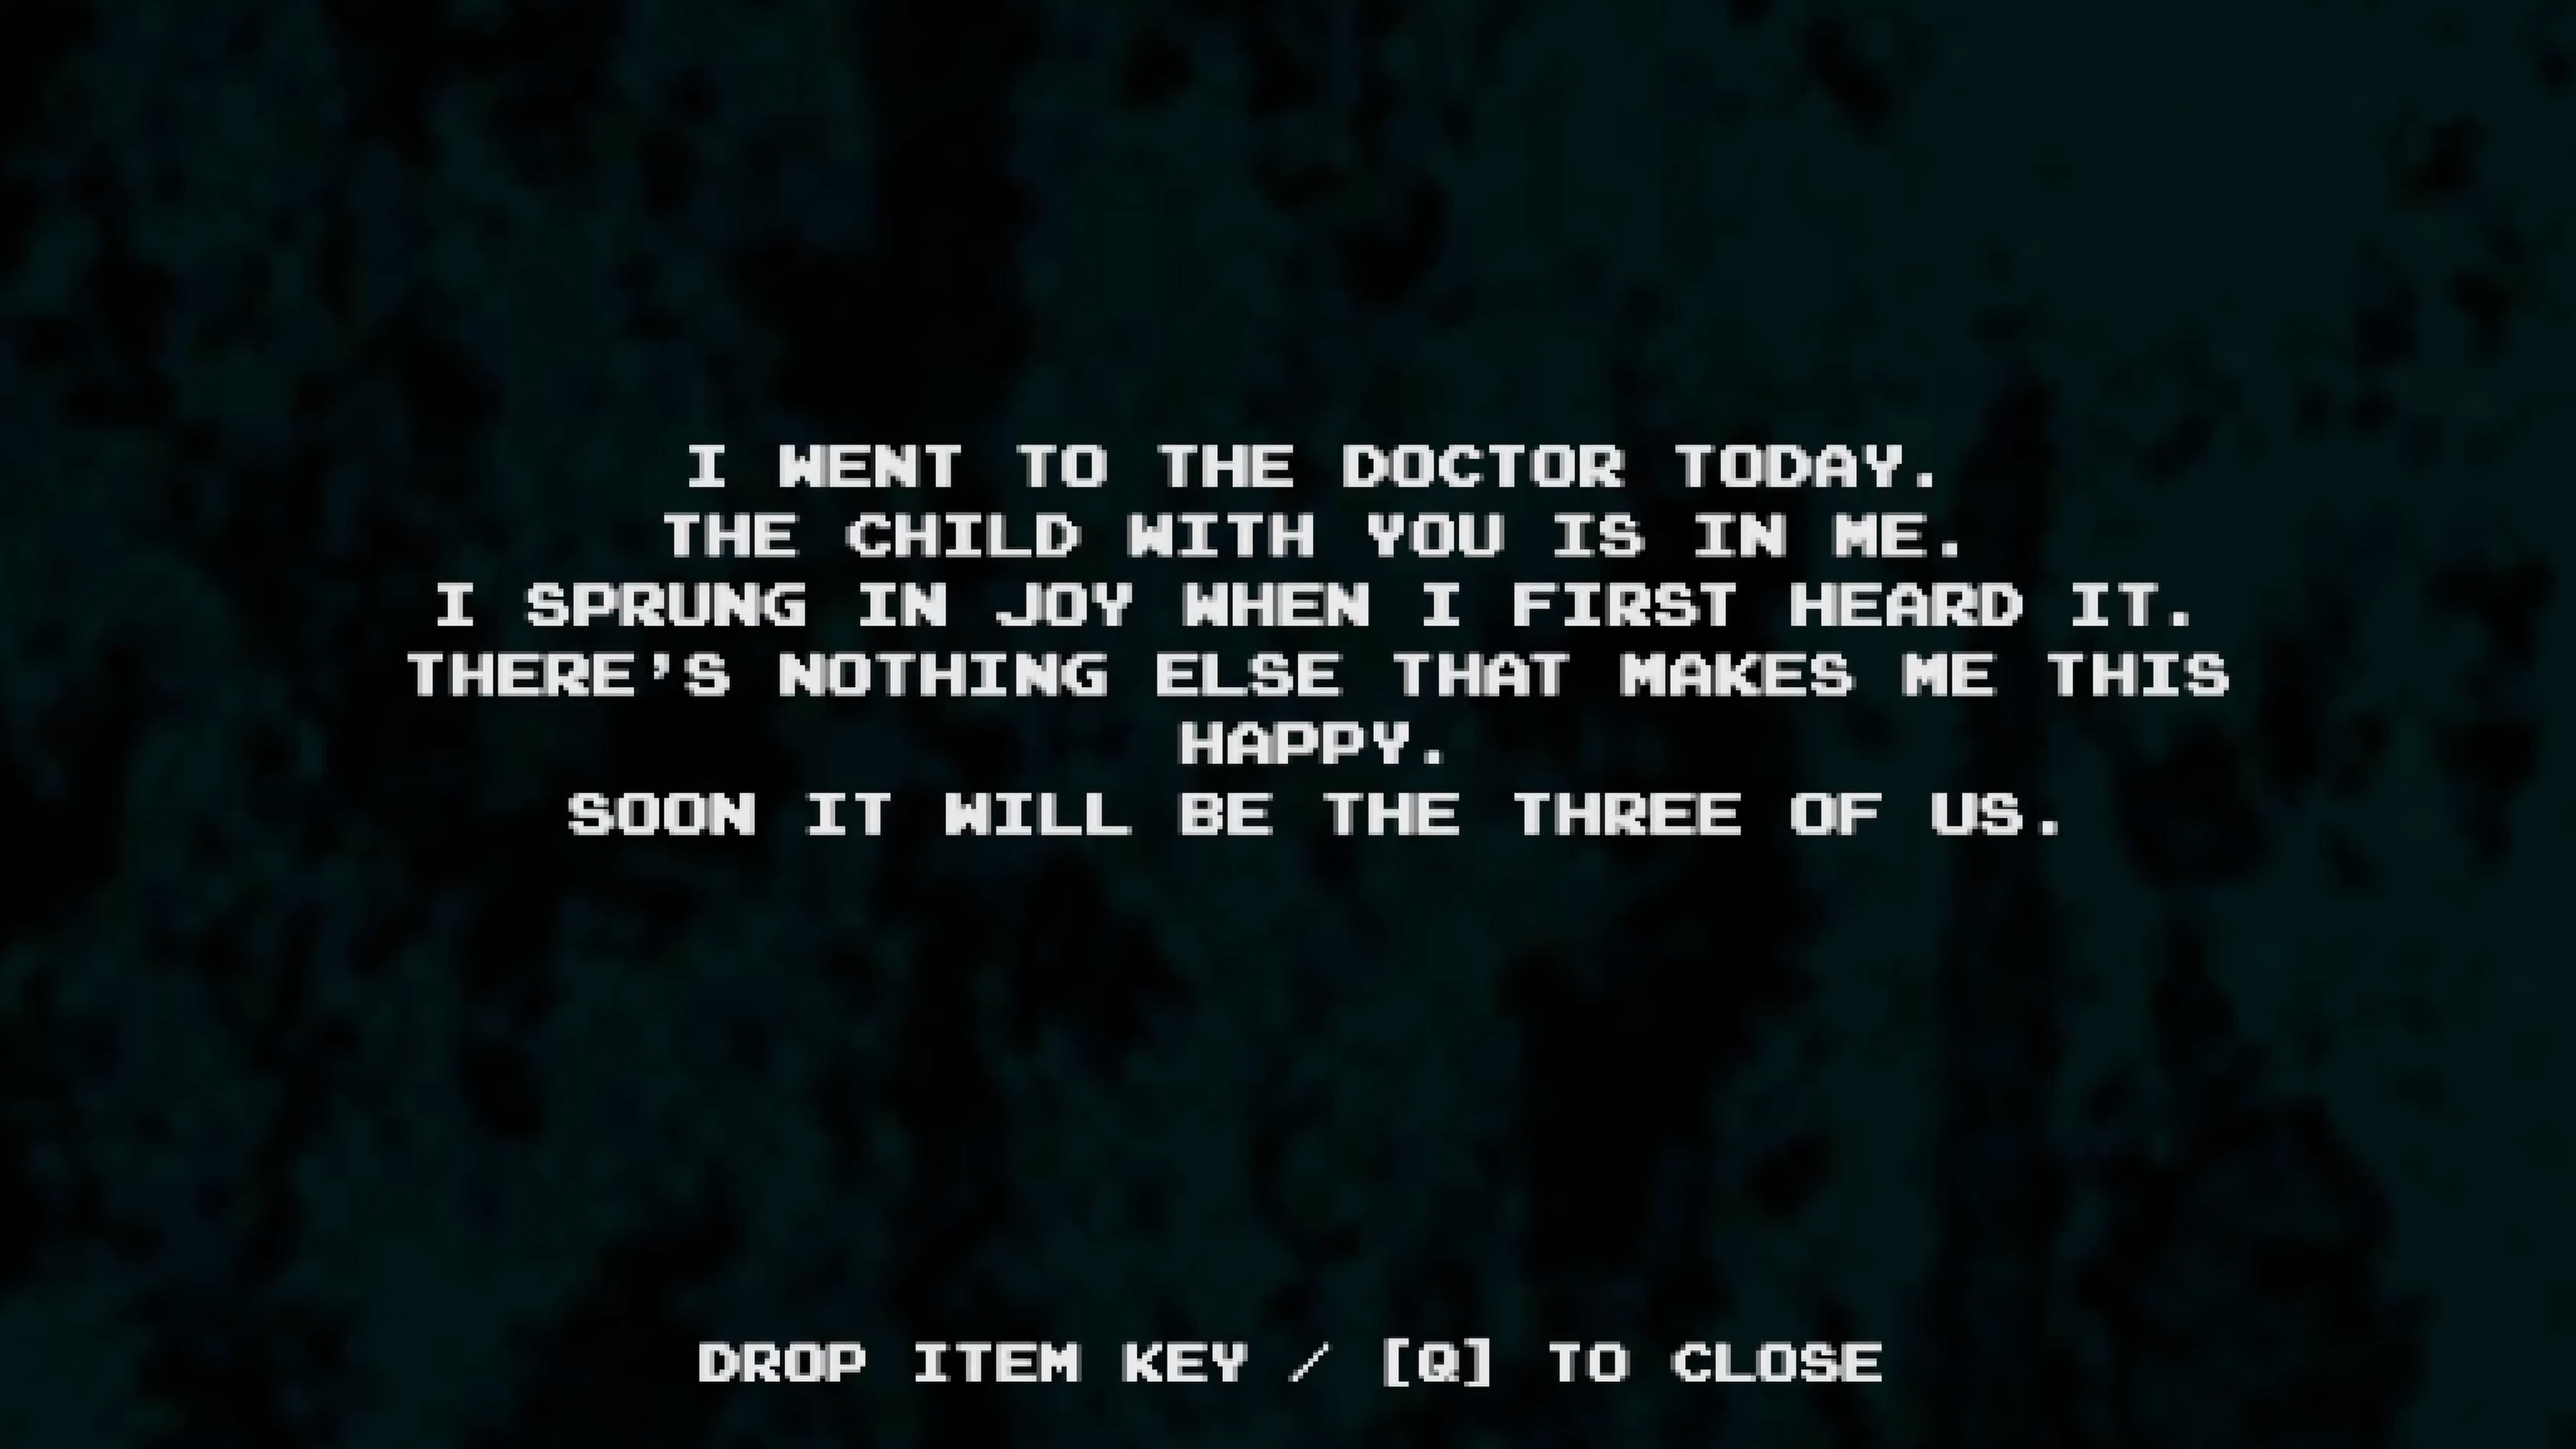 I WENT TO THE DOCTOR TODAY.
THE CHILD WITH YOU IS IN ME.
I SPRUNG IN JOY WHEN I FIRST HEARD IT.
THERE'S NOTHING ELSE THAT MAKES ME THIS
HAPPY.
SOON IT WILL BE THE THREE OF US.
DROP ITEM KEY / [Q] TO CLOSE